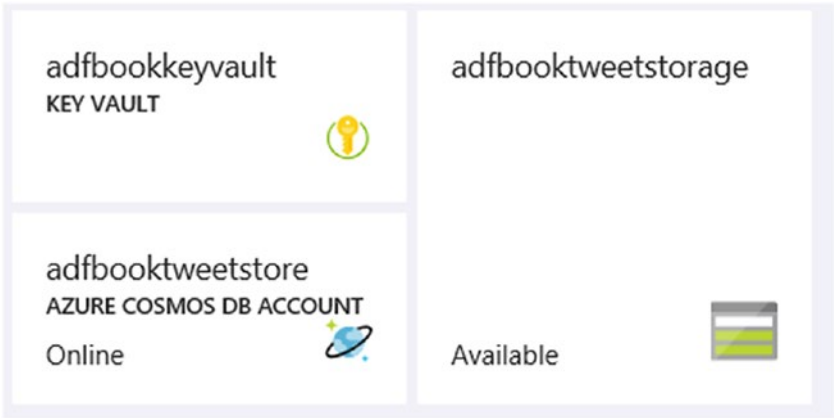 adfbookkeyvault
KEY VAULT
adfbooktweetstore
AZURE COSMOS DB ACCOUNT
Online
adfbooktweetstorage
Available